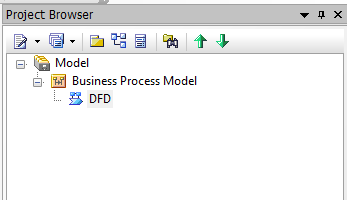 Project Browser
Model
Business Process Model
DFD